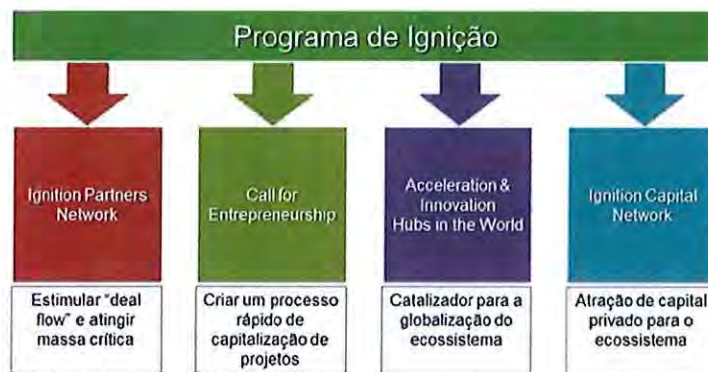 Programa de Ignição
Ignition Partners
Network
Call for
Entrepreneurship
Acceleration &
Innovation
Hubs in the World
Ignition Capital
Network
Estimular "deal
flow" e atingir
massa crítica
Criar um processo
rápido de
capitalização de
projetos
Catalizador para a
globalização do
ecossistema
Atração de capital
privado para o
ecossistema